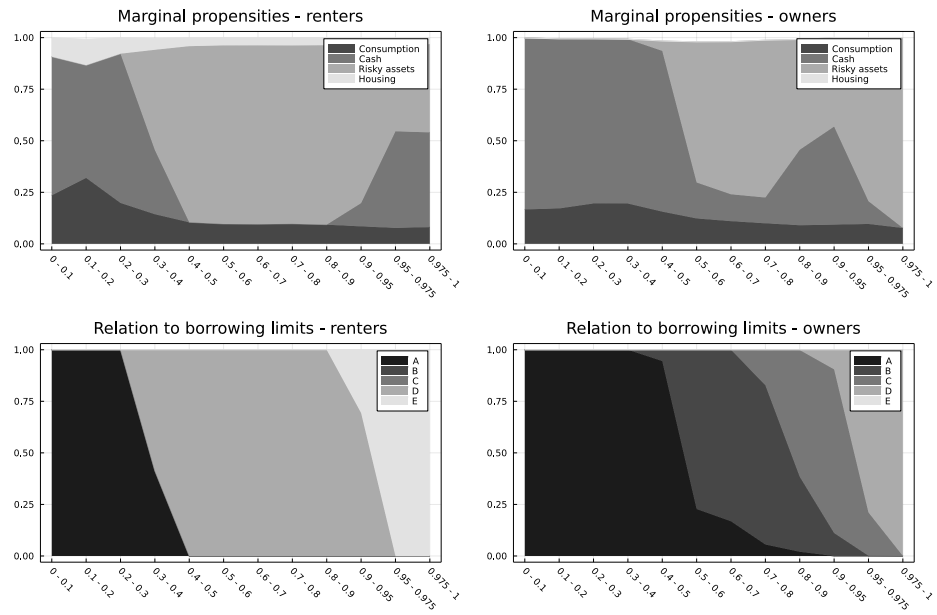 Marginal propensities - renters
1.00
0.75
0.50
0.25
0.00
Consumption
Cash
Risky assets
Housing
0 - 0.1
0.1 - 0.2
0.2 - 0.3
0.3 - 0.4
0.4 - 0.5
0.5 - 0.6
0.6 - 0.7
0.7 - 0.8
0.8 - 0.9
0.9 - 0.95
0.95 - 0.975
0.975 - 1
Marginal propensities - owners
1.00
0.75
0.50
0.25
0.00
Consumption
Cash
Risky assets
Housing
0 - 0.1
0.1 - 0.2
0.2 - 0.3
0.3 - 0.4
0.4 - 0.5
0.5 - 0.6
0.6 - 0.7
0.7 - 0.8
0.8 - 0.9
0.9 - 0.95
0.95 - 0.975
0.975 - 1
Relation to borrowing limits - renters
1.00
0.75
0.50
0.25
0.00
A
B
C
D
E
0 - 0.1
0.1 - 0.2
0.2 - 0.3
0.3 - 0.4
0.4 - 0.5
0.5 - 0.6
0.6 - 0.7
0.7 - 0.8
0.8 - 0.9
0.9 - 0.95
0.95 - 0.975
0.975 - 1
Relation to borrowing limits - owners
1.00
0.75
0.50
0.25
0.00
A
B
C
D
E
0 - 0.1
0.1 - 0.2
0.2 - 0.3
0.3 - 0.4
0.4 - 0.5
0.5 - 0.6
0.6 - 0.7
0.7 - 0.8
0.8 - 0.9
0.9 - 0.95
0.95 - 0.975
0.975 - 1